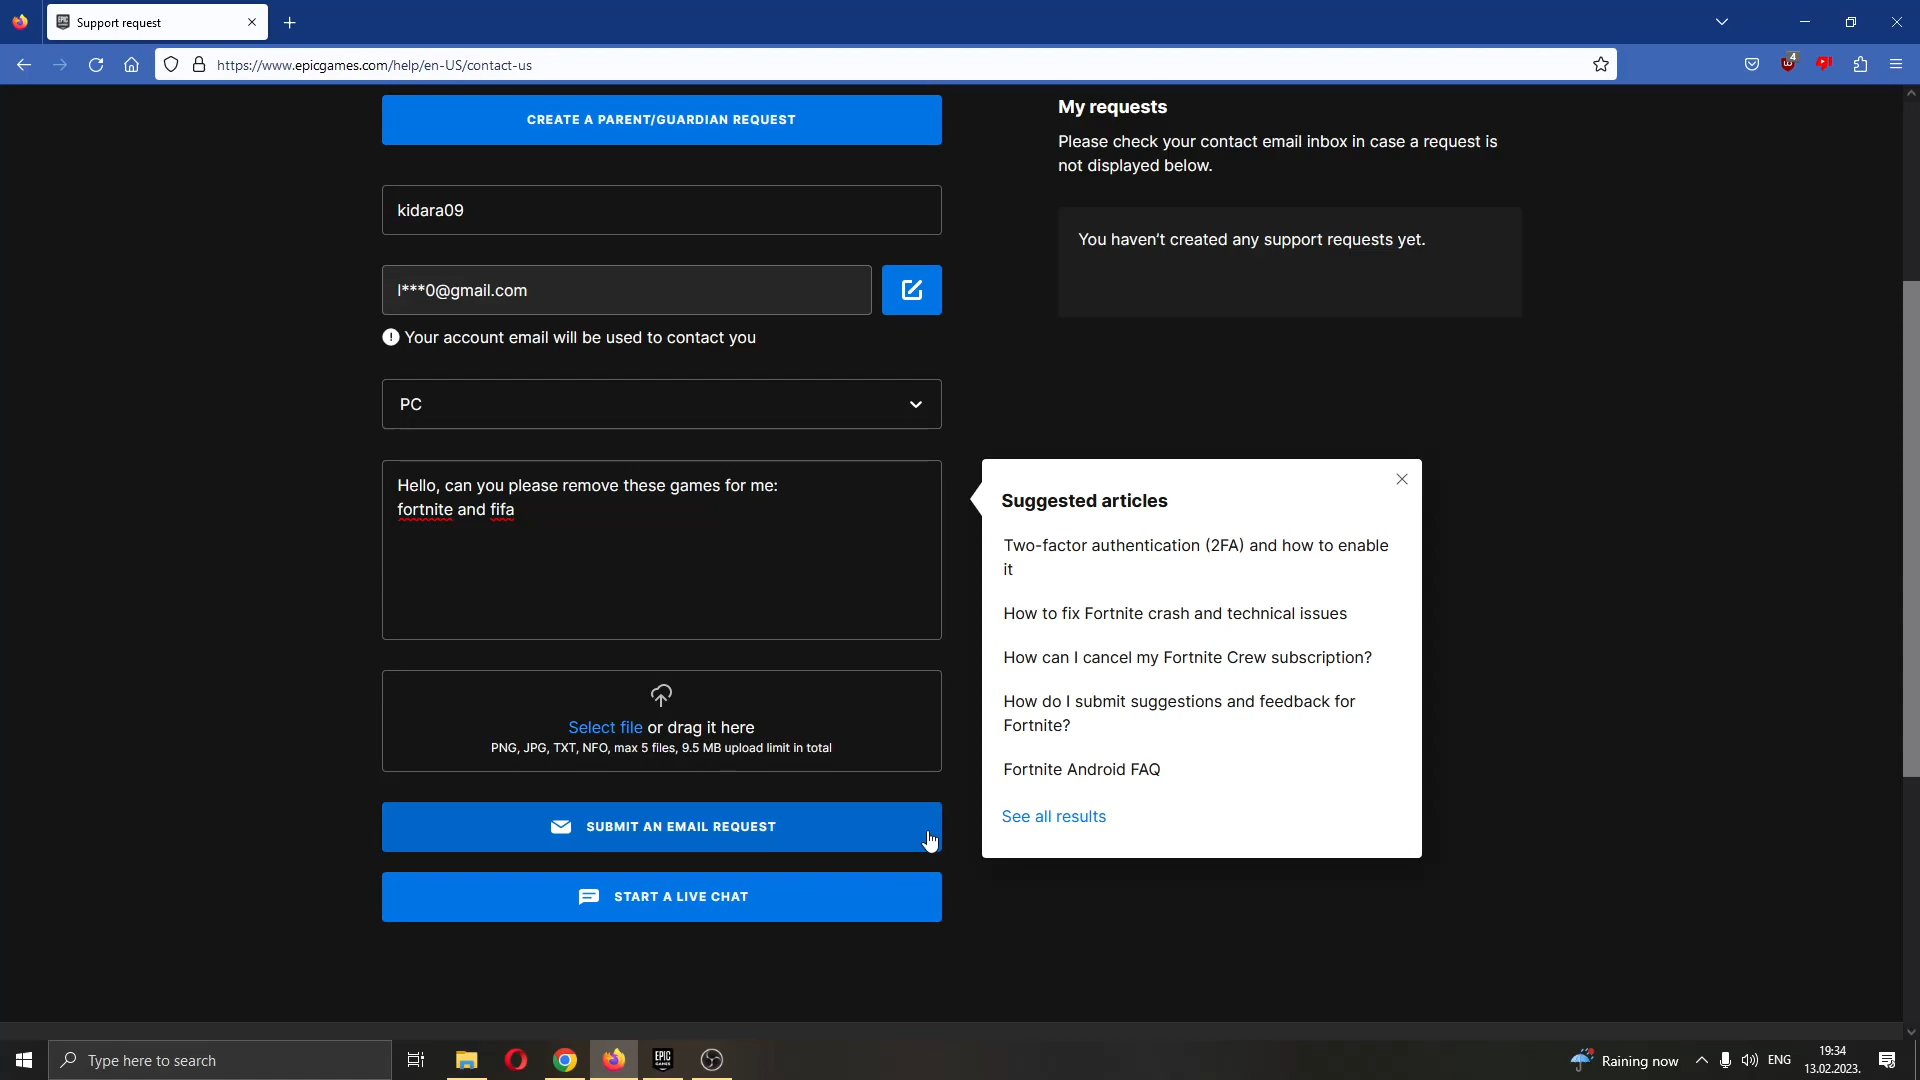 Support request
https://www.epicgames.com/help/en-US/contact-us
4
CREATE A PARENT/GUARDIAN REQUEST
kidara09
l***0@gmail.com
Your account email will be used to contact you
PC
Hello, can you please remove these games for me:
fortnite and fifa
Select file or drag it here
PNG, JPG, TXT, NFO, max 5 files, 9.5 MB upload limit in total
SUBMIT AN EMAIL REQUEST
START A LIVE CHAT
My requests
Please check your contact email inbox in case a request is
not displayed below.
You haven’t created any support requests yet.
Suggested articles
Two-factor authentication (2FA) and how to enable
it
How to fix Fortnite crash and technical issues
How can I cancel my Fortnite Crew subscription?
How do I submit suggestions and feedback for
Fortnite?
Fortnite Android FAQ
See all results
Type here to search
EPIC
GAMES
Raining now
ENG
19:34
13.02.2023.